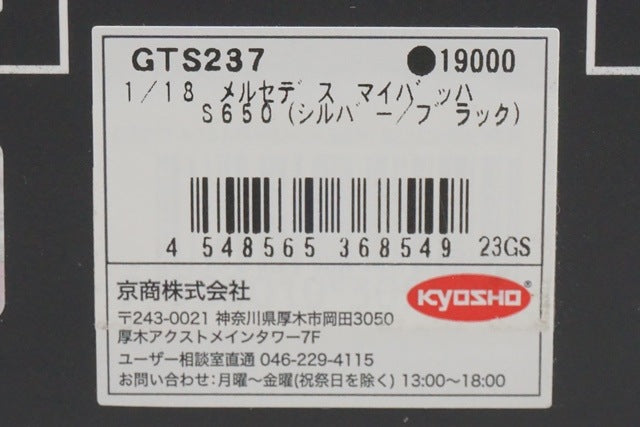 GTS237 ●19000
1/18 メルセデス マイバッハ
S650(シルバー/ブラック)
4 548565 368549 23GS
京商株式会社
KYOSHO®
〒243-0021 神奈川県厚木市岡田3050
厚木アクストメインタワー7F
ユーザー相談室直通 046-229-4115
お問い合わせ:月曜～金曜(祝祭日を除く) 13:00～18:00